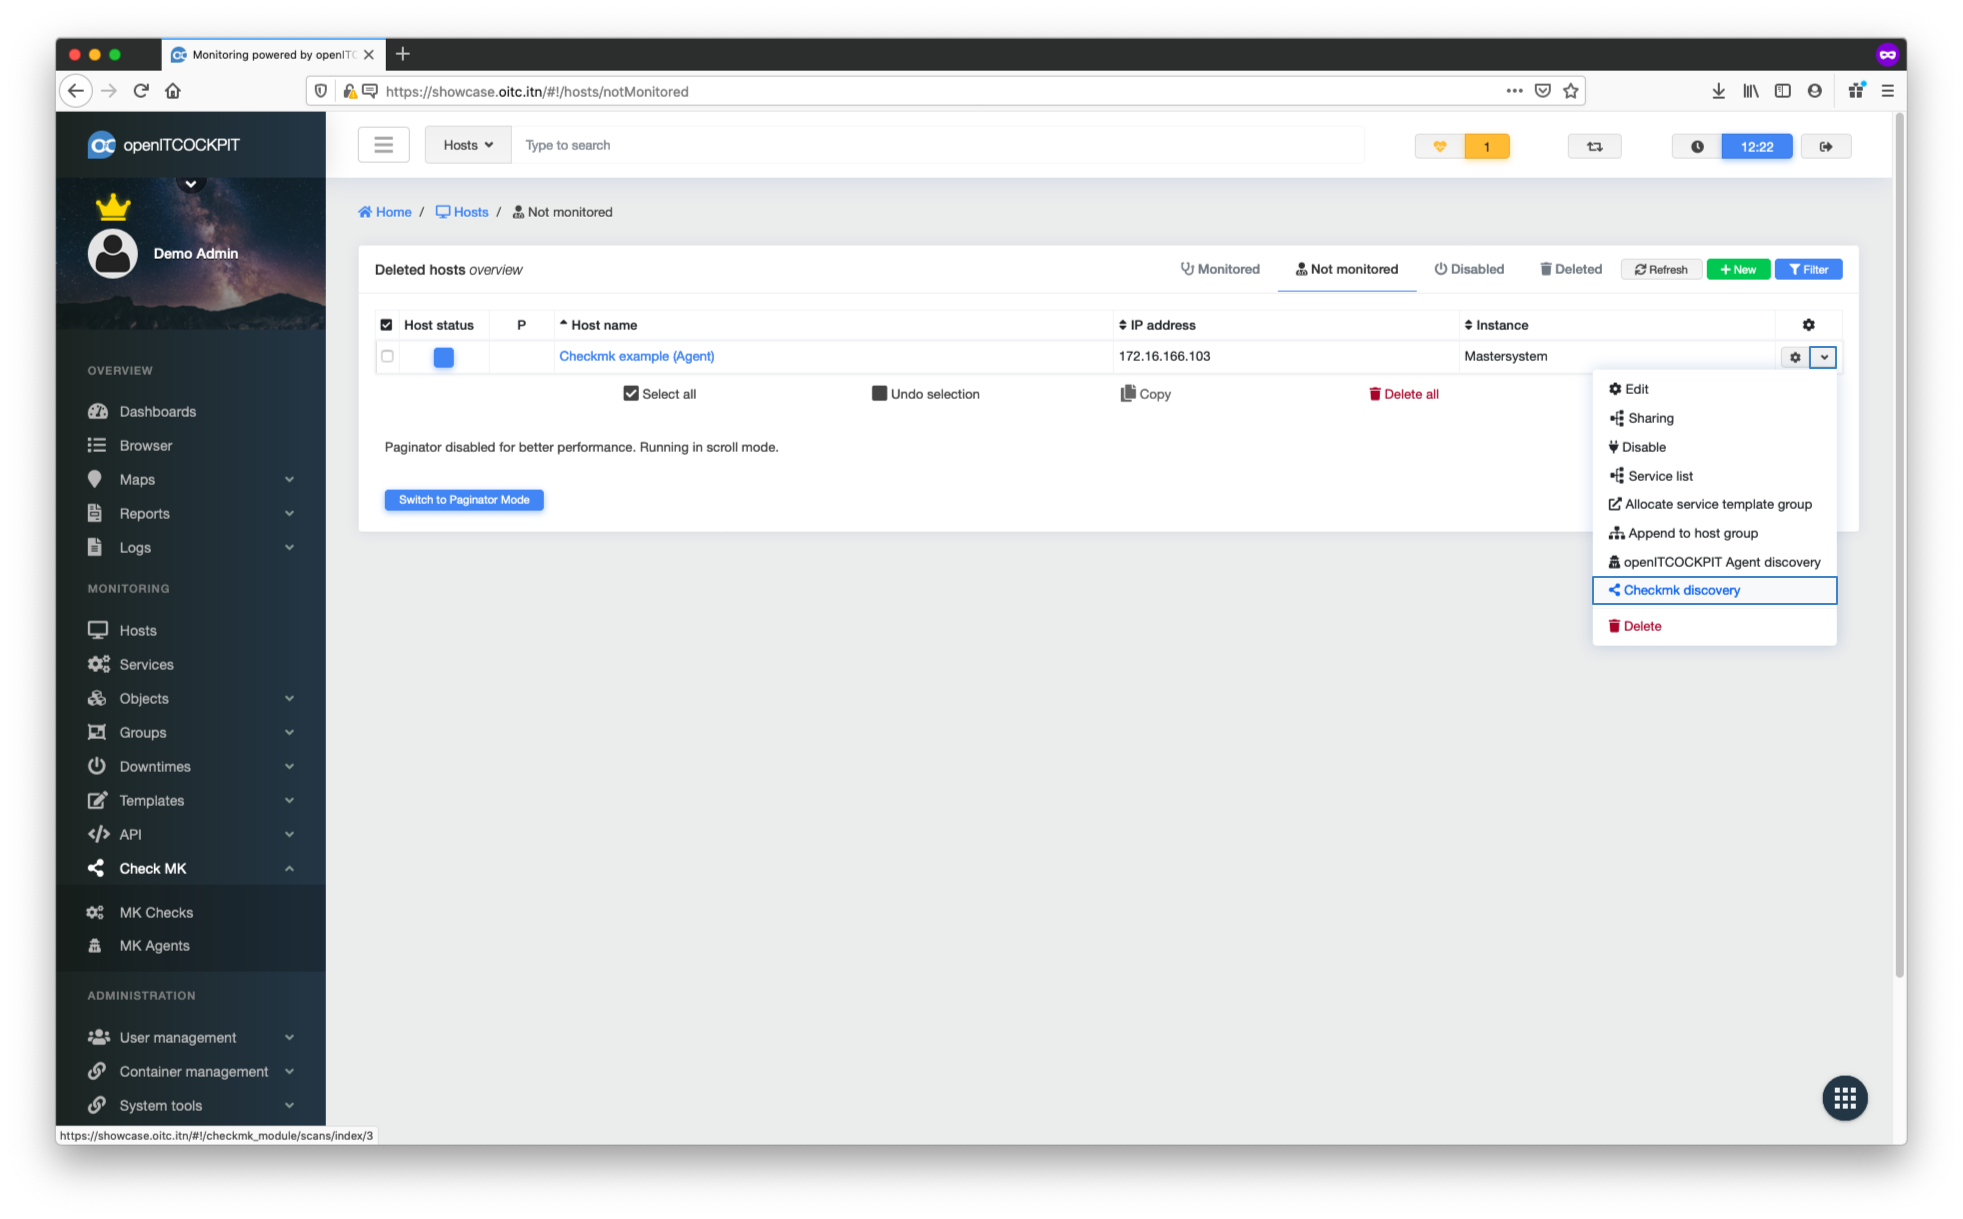 Monitoring powered by openITC
https://showcase.oitc.itn/#!/hosts/notMonitored
openITCOCKPIT
Hosts
Type to search
1
12:22
Demo Admin
Home / Hosts / Not monitored
Deleted hosts overview
Monitored
Not monitored
Disabled
Deleted
Refresh
New
Filter
Host status P Host name IP address Instance
Checkmk example (Agent) 172.16.166.103 Mastersystem
Select all
Undo selection
Copy
Delete all
Paginator disabled for better performance. Running in scroll mode.
Switch to Paginator Mode
Edit
Sharing
Disable
Service list
Allocate service template group
Append to host group
openITCOCKPIT Agent discovery
Checkmk discovery
Delete
OVERVIEW
Dashboards
Browser
Maps
Reports
Logs
MONITORING
Hosts
Services
Objects
Groups
Downtimes
Templates
API
Check MK
MK Checks
MK Agents
ADMINISTRATION
User management
Container management
System tools
https://showcase.oitc.itn/#!/checkmk_module/scans/index/3